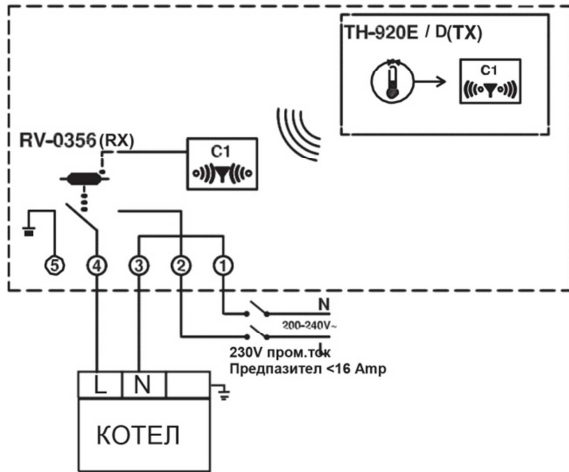 TH-920E / D(TX)
C1
RV-0356(RX)
C1
5 4 3 2 1
N
200-240V~
L
230V пром.ток
Предпазител <16 Amp
L N
КОТЕЛ